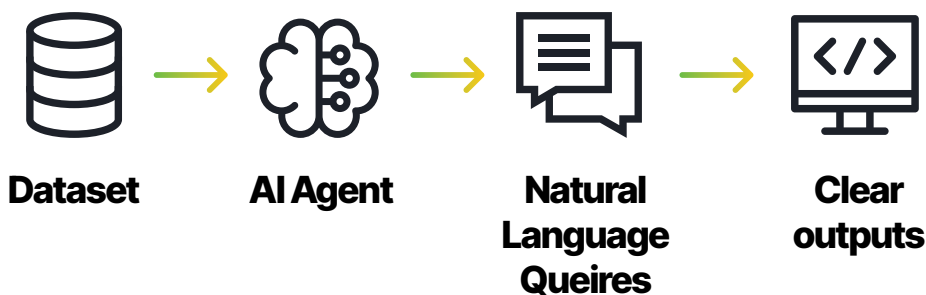 Dataset
AI Agent
Natural
Language
Queires
Clear
outputs